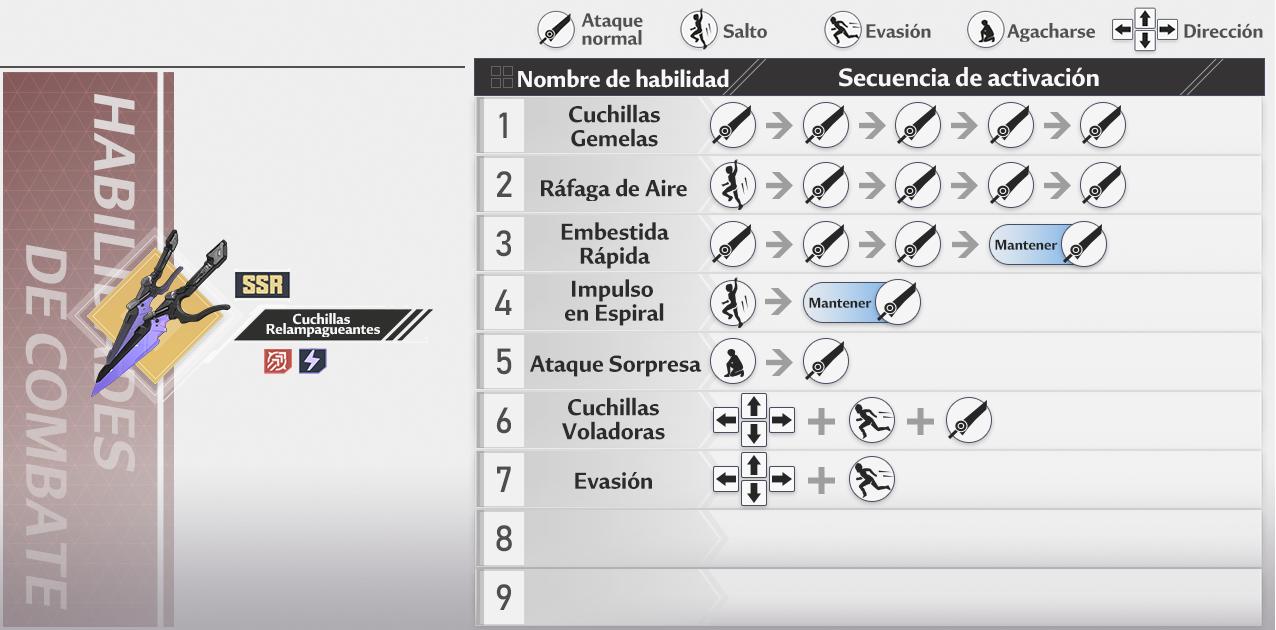 Ataque
normal
Salto
Evasión
Agacharse
Dirección
HABILIDADES
DE COMBATE
SSR
Cuchillas
Relampagueantes
Nombre de habilidad
Secuencia de activación
1
Cuchillas
Gemelas
2
Ráfaga de Aire
3
Embestida
Rápida
Mantener
4
Impulso
en Espiral
Mantener
5
Ataque Sorpresa
6
Cuchillas
Voladoras
7
Evasión
8
9